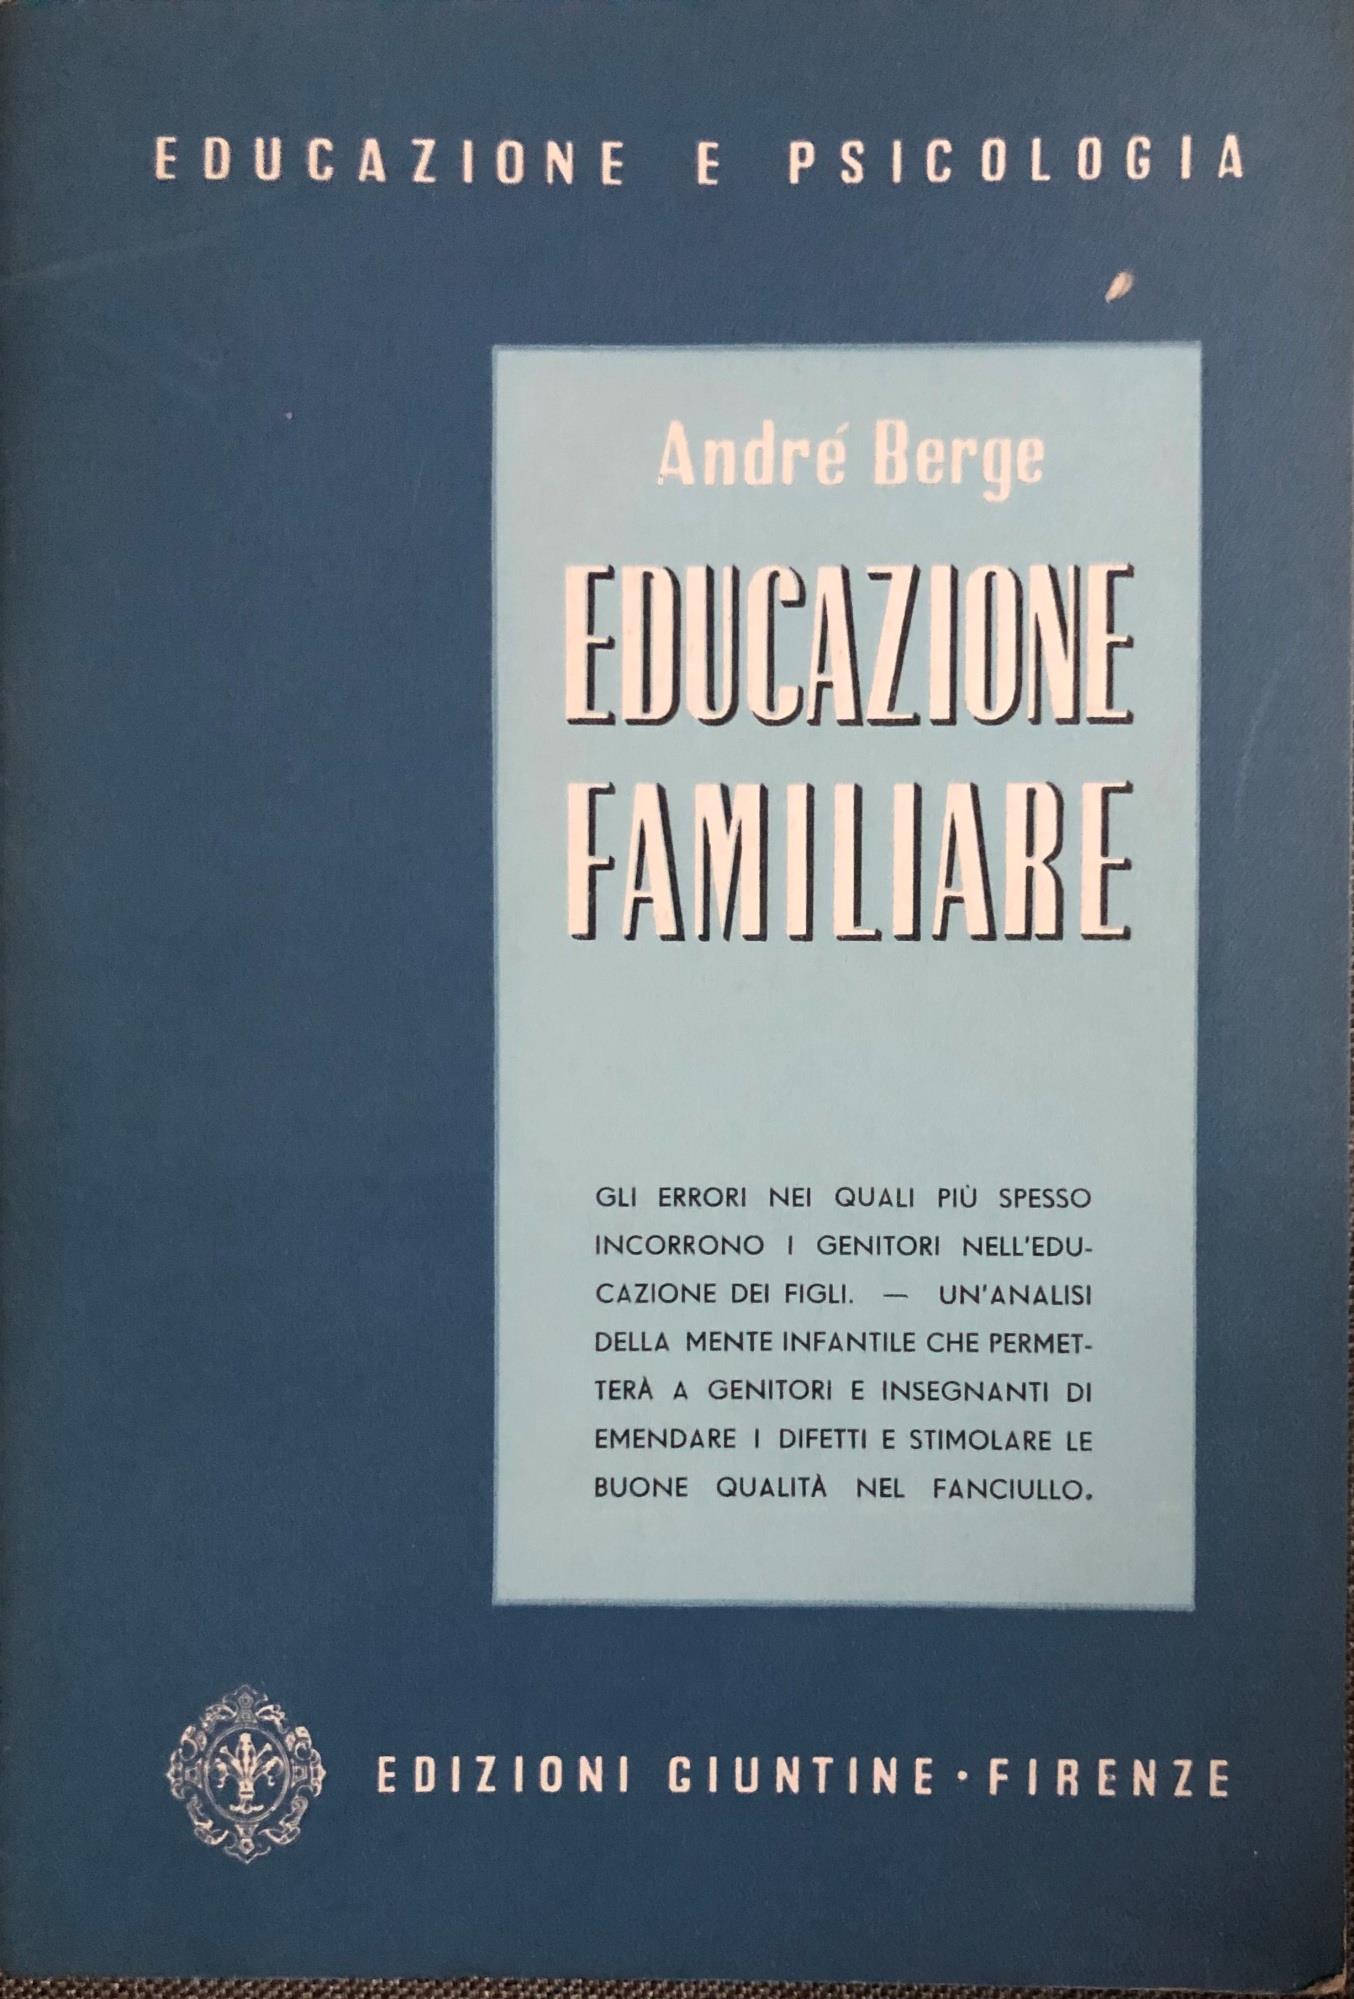 EDUCAZIONE E PSICOLOGIA
André Berge
EDUCAZIONE
FAMILIARE
GLI ERRORI NEI QUALI PIÙ SPESSO
INCORRONO I GENITORI NELL'EDU-
CAZIONE DEI FIGLI. — UN'ANALISI
DELLA MENTE INFANTILE CHE PERMET-
TERÀ A GENITORI E INSEGNANTI DI
EMENDARE I DIFETTI E STIMOLARE LE
BUONE QUALITÀ NEL FANCIULLO.
EDIZIONI GIUNTINE · FIRENZE